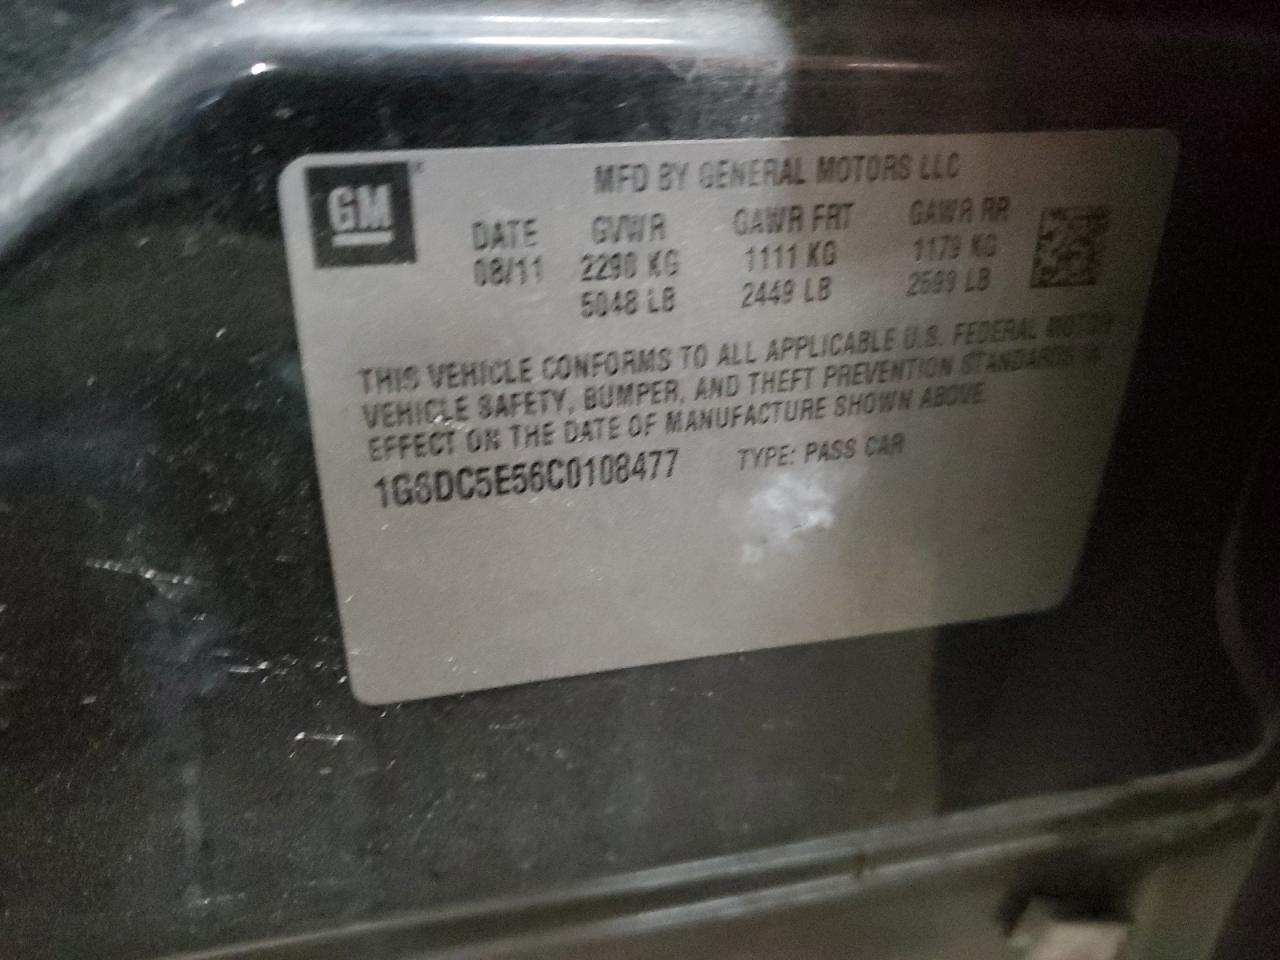 GM
MFD BY GENERAL MOTORS LLC
DATE GVWR GAWR FRT GAWR RR
08/11 2290 KG 1111 KG 1179 KG
5048 LB 2449 LB 2599 LB
THIS VEHICLE CONFORMS TO ALL APPLICABLE U.S. FEDERAL MOTOR
VEHICLE SAFETY, BUMPER, AND THEFT PREVENTION STANDARDS IN
EFFECT ON THE DATE OF MANUFACTURE SHOWN ABOVE.
1G6DC5E56C0108477 TYPE: PASS CAR